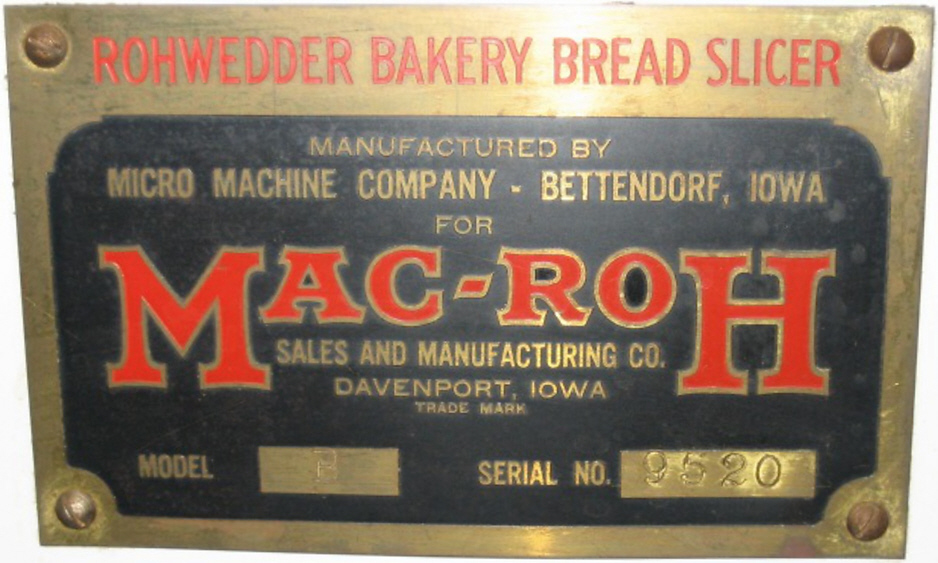 ROHWEDDER BAKERY BREAD SLICER
MANUFACTURED BY
MICRO MACHINE COMPANY - BETTENDORF, IOWA
FOR
MAC-ROH
SALES AND MANUFACTURING CO.
DAVENPORT, IOWA
TRADE MARK
MODEL B SERIAL NO. 9520